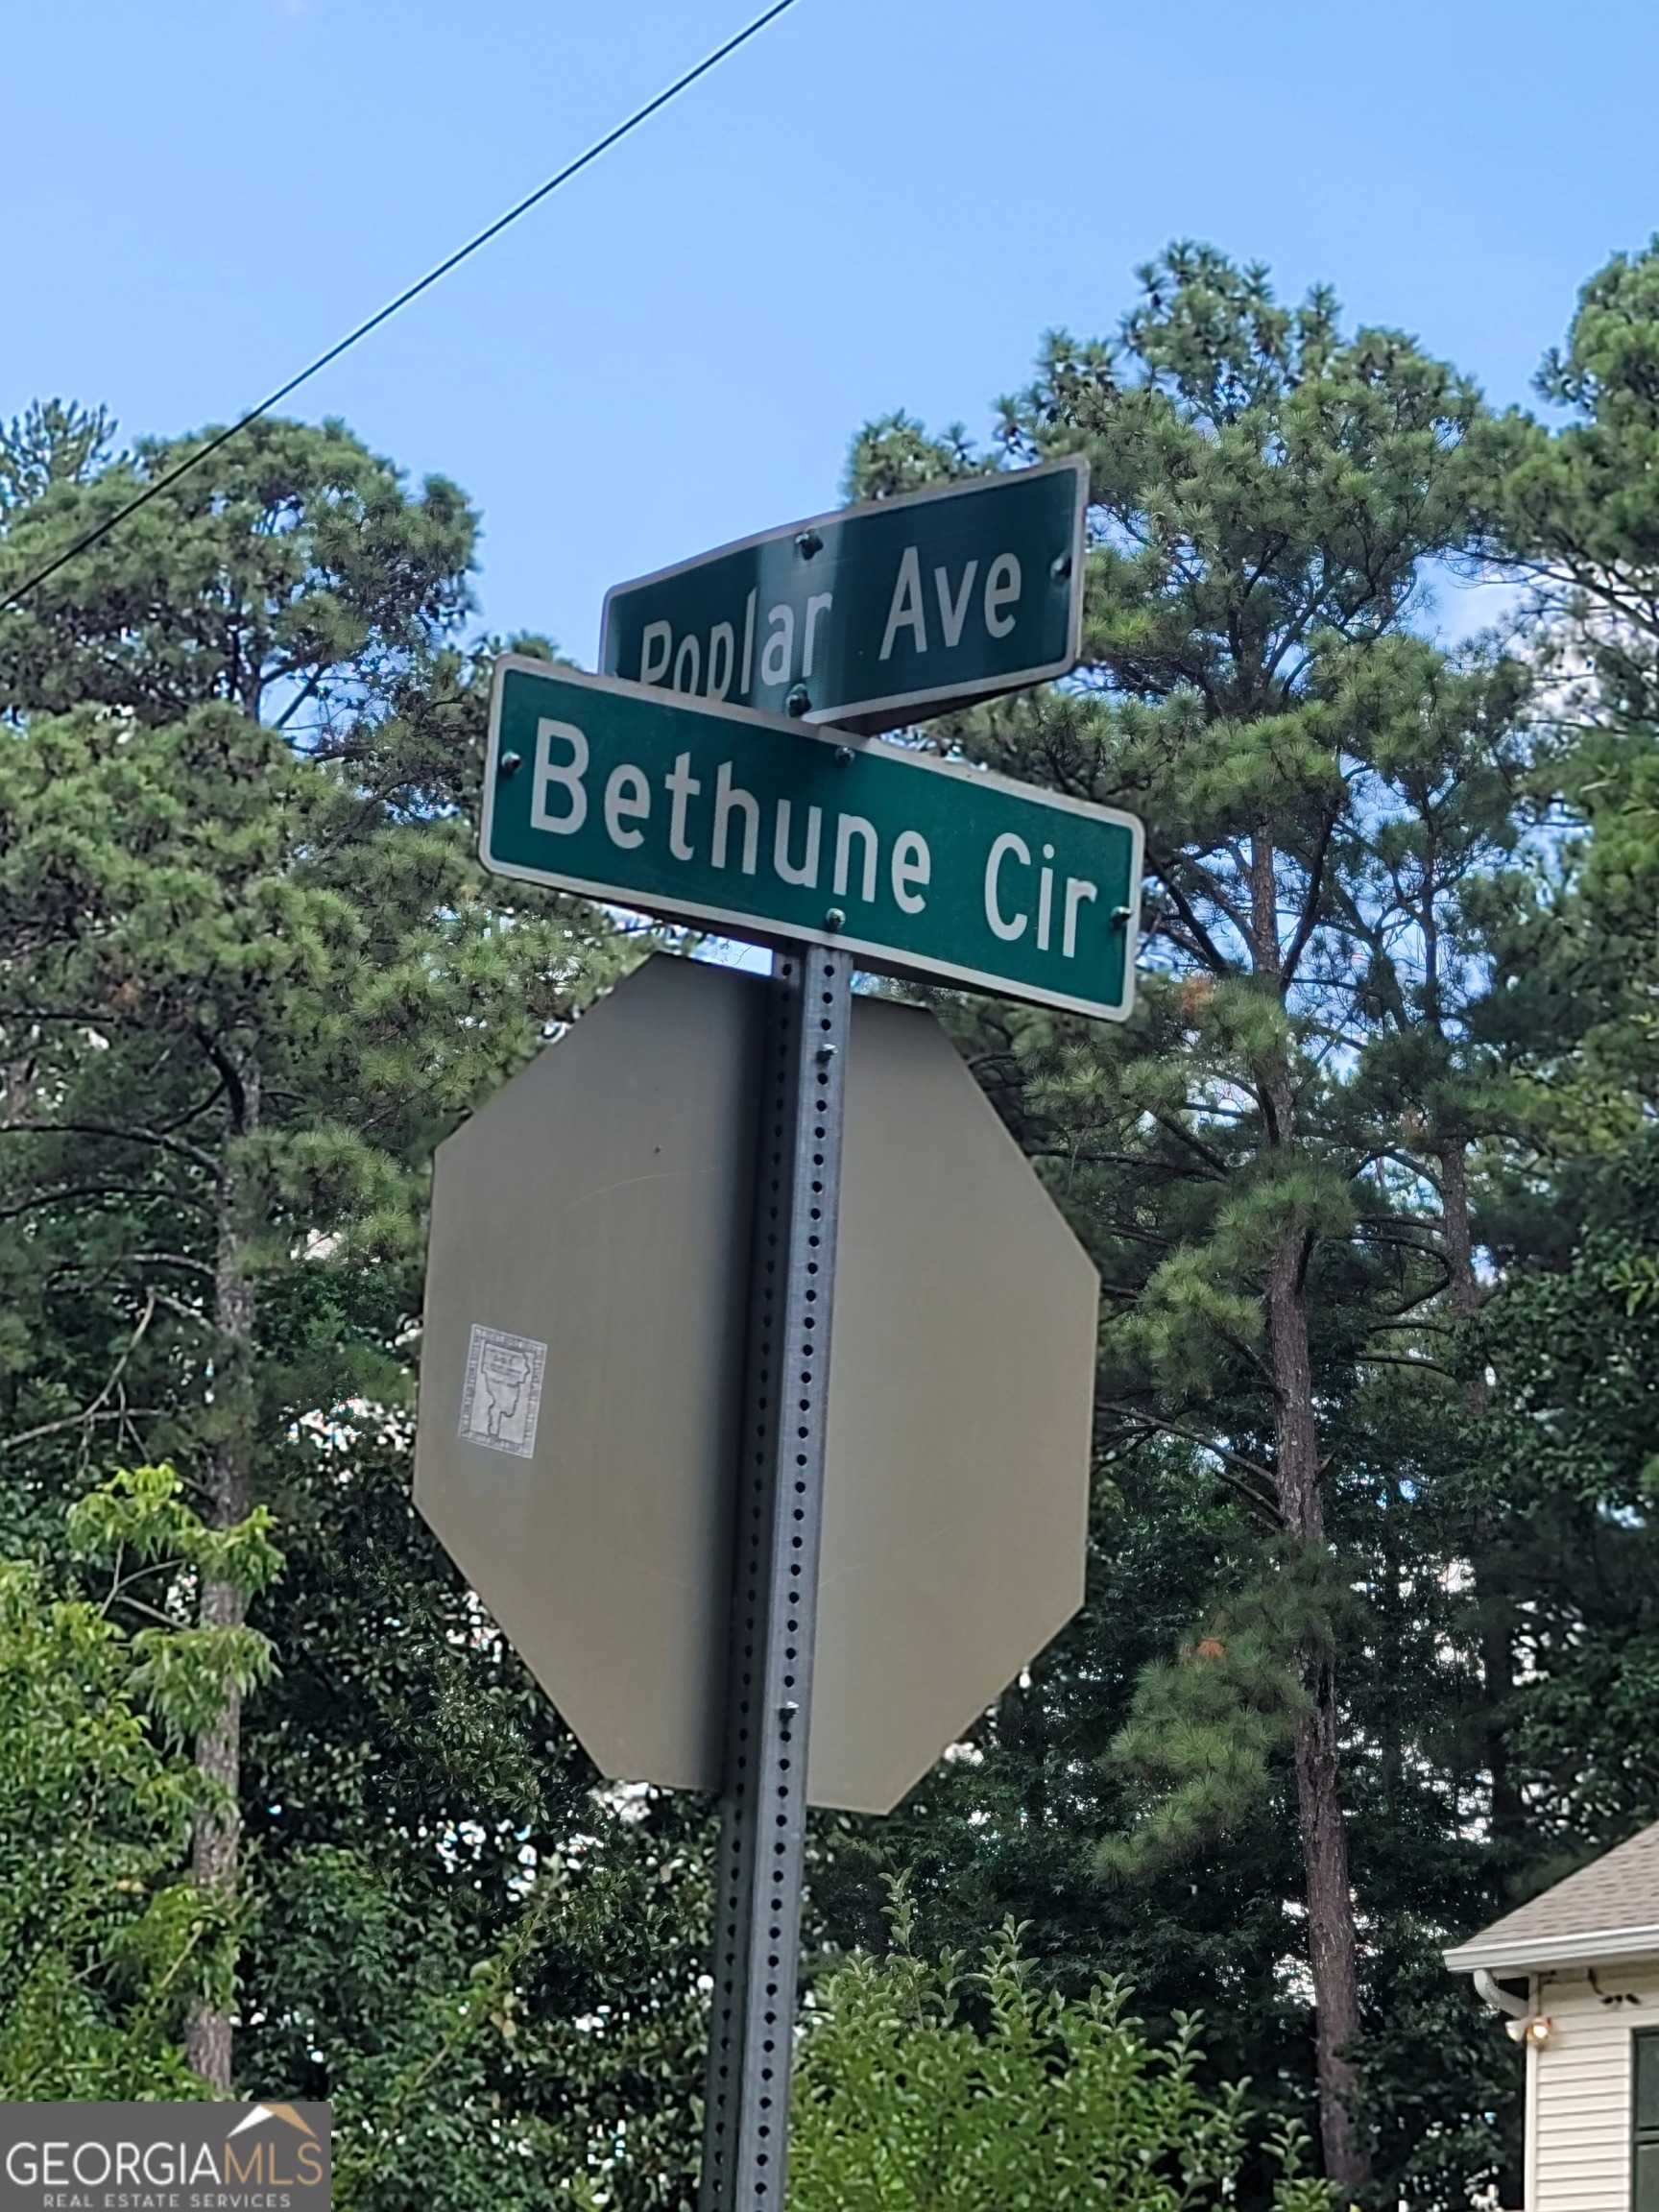 Poplar Ave
Bethune Cir
GEORGIAMLS
REAL ESTATE SERVICES